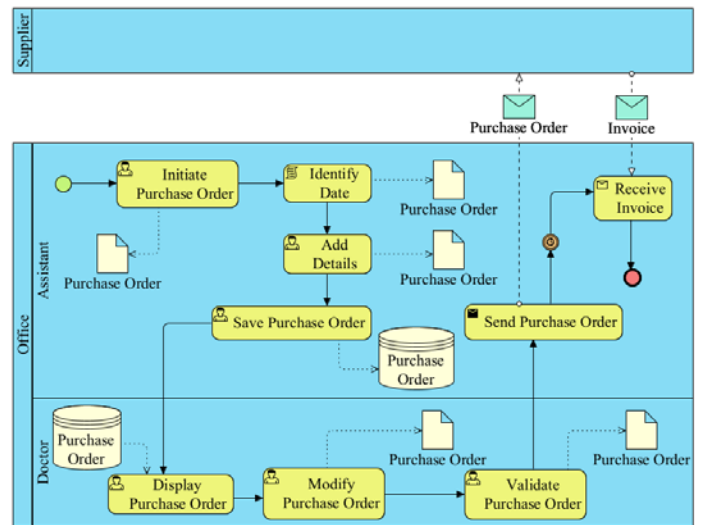 Supplier
Purchase Order
Invoice
Office
Assistant
Initiate
Purchase Order
Identify
Date
Purchase Order
Receive
Invoice
Purchase Order
Add
Details
Purchase Order
Save Purchase Order
Send Purchase Order
Purchase
Order
Doctor
Purchase
Order
Display
Purchase Order
Modify
Purchase Order
Purchase Order
Validate
Purchase Order
Purchase Order